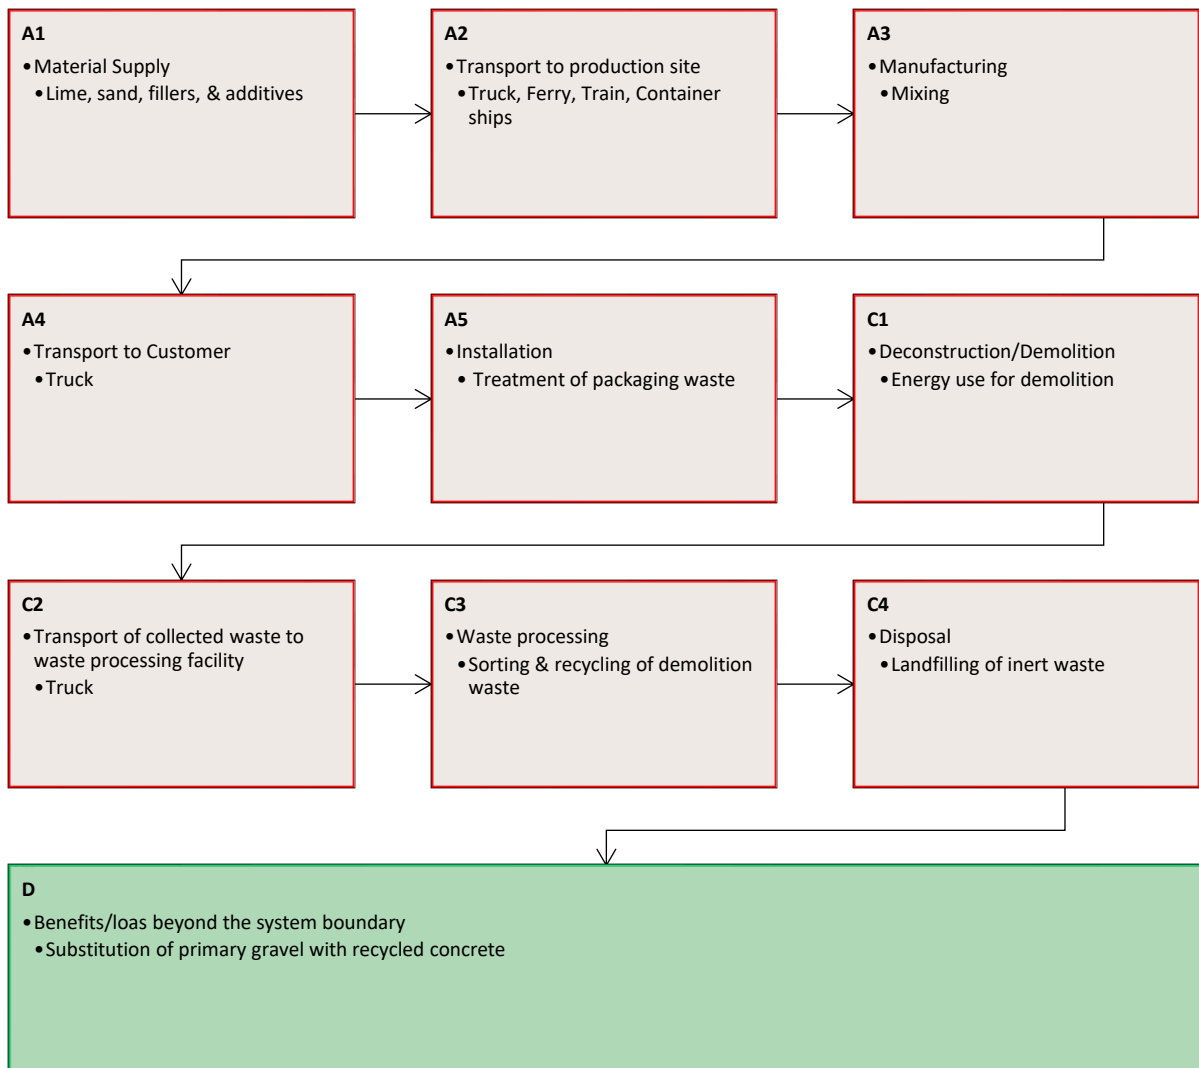 A1
•Material Supply
•Lime, sand, fillers, & additives
A2
•Transport to production site
•Truck, Ferry, Train, Container
ships
A3
•Manufacturing
•Mixing
A4
•Transport to Customer
•Truck
A5
•Installation
• Treatment of packaging waste
C1
•Deconstruction/Demolition
•Energy use for demolition
C2
•Transport of collected waste to
waste processing facility
•Truck
C3
•Waste processing
•Sorting & recycling of demolition
waste
C4
•Disposal
•Landfilling of inert waste
D
•Benefits/loas beyond the system boundary
•Substitution of primary gravel with recycled concrete